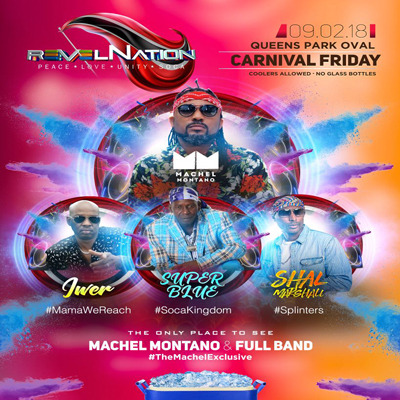 REVELNATION
PEACE • LOVE • UNITY • SOCA
09.02.18
QUEENS PARK OVAL
CARNIVAL FRIDAY
COOLERS ALLOWED - NO GLASS BOTTLES
MACHEL
MONTANO
Iwer
#MamaWeReach
SUPER
BLUE
#SocaKingdom
SHAL
MARSHALL
#Splinters
THE ONLY PLACE TO SEE
MACHEL MONTANO & FULL BAND
#TheMachelExclusive